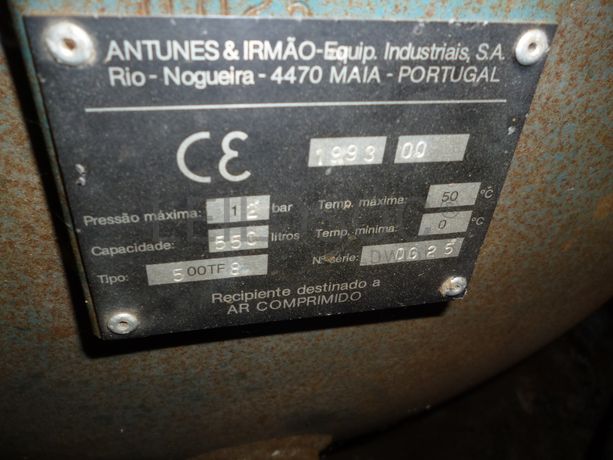 ANTUNES & IRMÃO-Equip. Industriais, S.A.
Rio - Nogueira - 4470 MAIA - PORTUGAL
CE 1993 00
Pressão máxima: 12 bar Temp. máxima: 50 °C
Capacidade: 550 litros Temp. mínima: 0 °C
Tipo: 500TF8 Nº série: DW0625
Recipiente destinado a
AR COMPRIMIDO